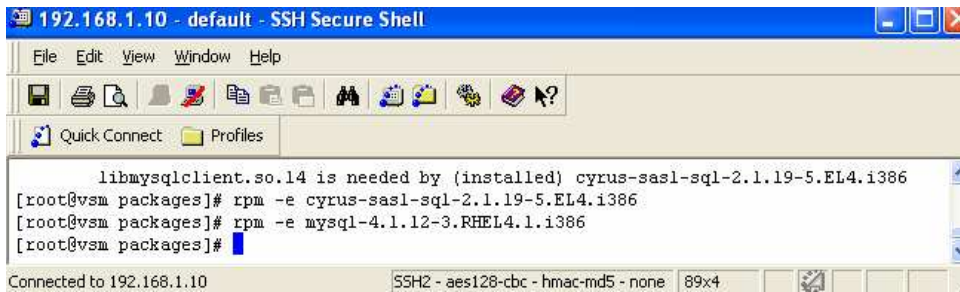 192.168.1.10 - default - SSH Secure Shell
File Edit View Window Help
Quick Connect Profiles
libmysqlclient.so.14 is needed by (installed) cyrus-sasl-sql-2.1.19-5.EL4.i386
[root@vsm packages]# rpm -e cyrus-sasl-sql-2.1.19-5.EL4.i386
[root@vsm packages]# rpm -e mysql-4.1.12-3.RHEL4.1.i386
[root@vsm packages]#
Connected to 192.168.1.10 SSH2 - aes128-cbc - hmac-md5 - none 89x4